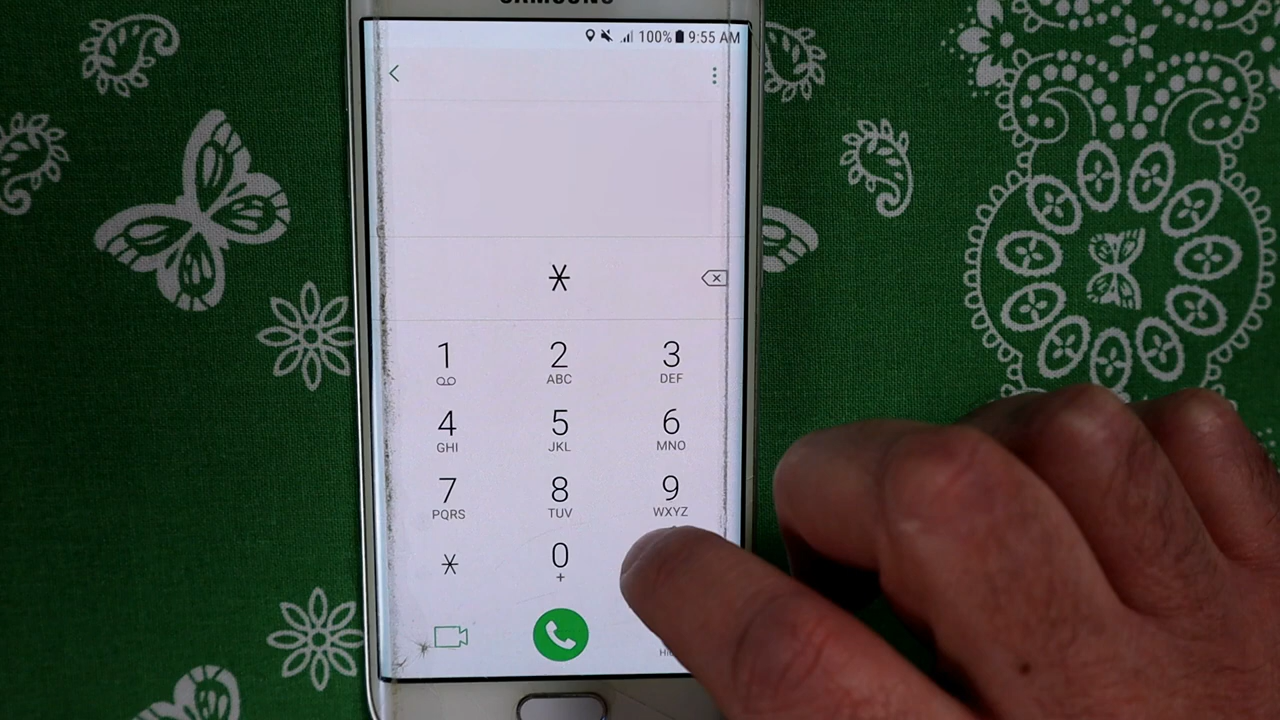 SAMSUNG
100% 9:55 AM
*
1 2 3
ABC DEF
4 5 6
GHI JKL MNO
7 8 9
PQRS TUV WXYZ
* 0
+